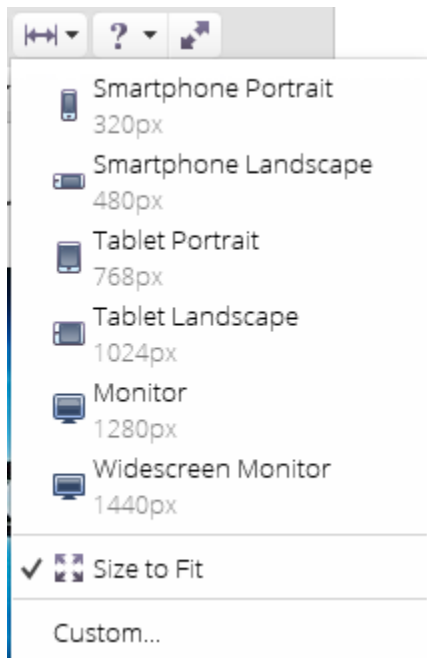 ?
Smartphone Portrait
320px
Smartphone Landscape
480px
Tablet Portrait
768px
Tablet Landscape
1024px
Monitor
1280px
Widescreen Monitor
1440px
Size to Fit
Custom...